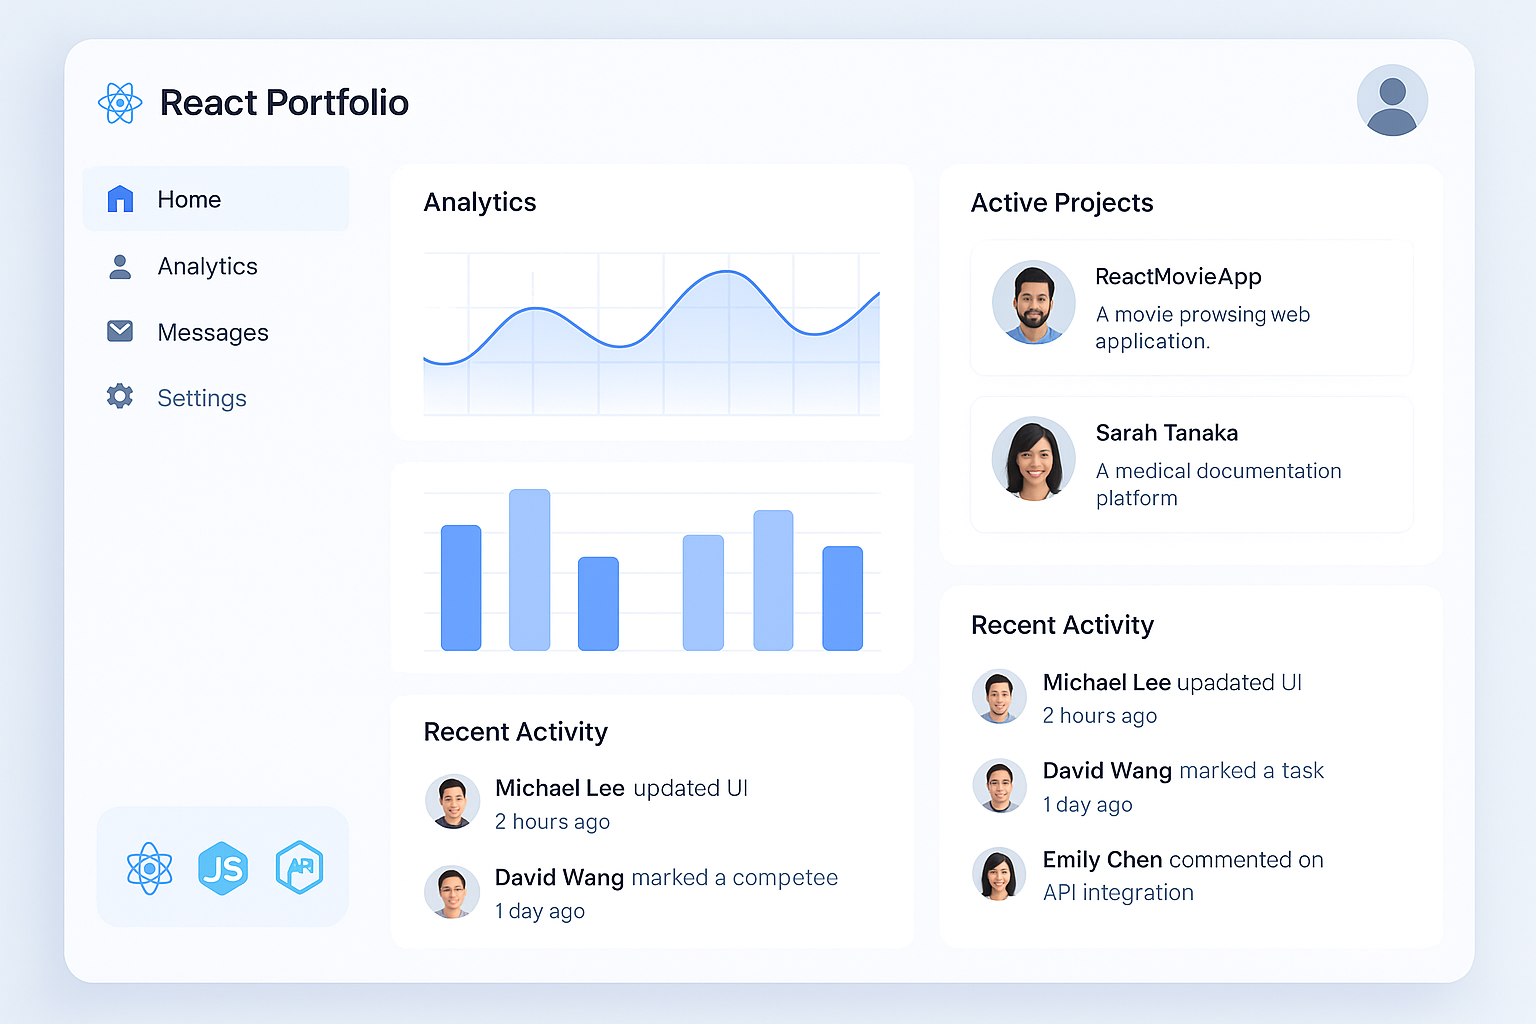 React Portfolio
Home
Analytics
Messages
Settings
JS
API
Analytics
Recent Activity
Michael Lee updated UI
2 hours ago
David Wang marked a competee
1 day ago
Active Projects
ReactMovieApp
A movie prowsing web
application.
Sarah Tanaka
A medical documentation
platform
Recent Activity
Michael Lee upadated UI
2 hours ago
David Wang marked a task
1 day ago
Emily Chen commented on
API integration